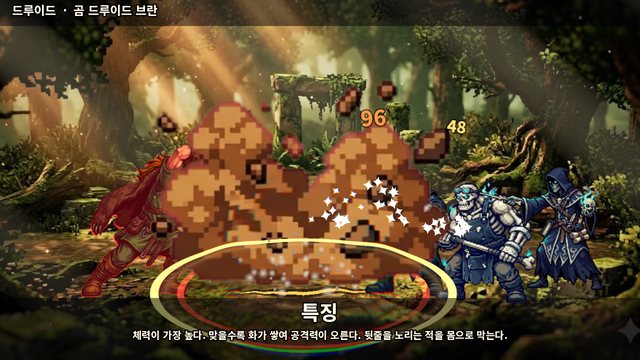 드루이드 · 곰 드루이드 브란
96
48
특징
체력이 가장 높다. 맞을수록 화가 쌓여 공격력이 오른다. 뒷줄을 노리는 적을 몸으로 막는다.